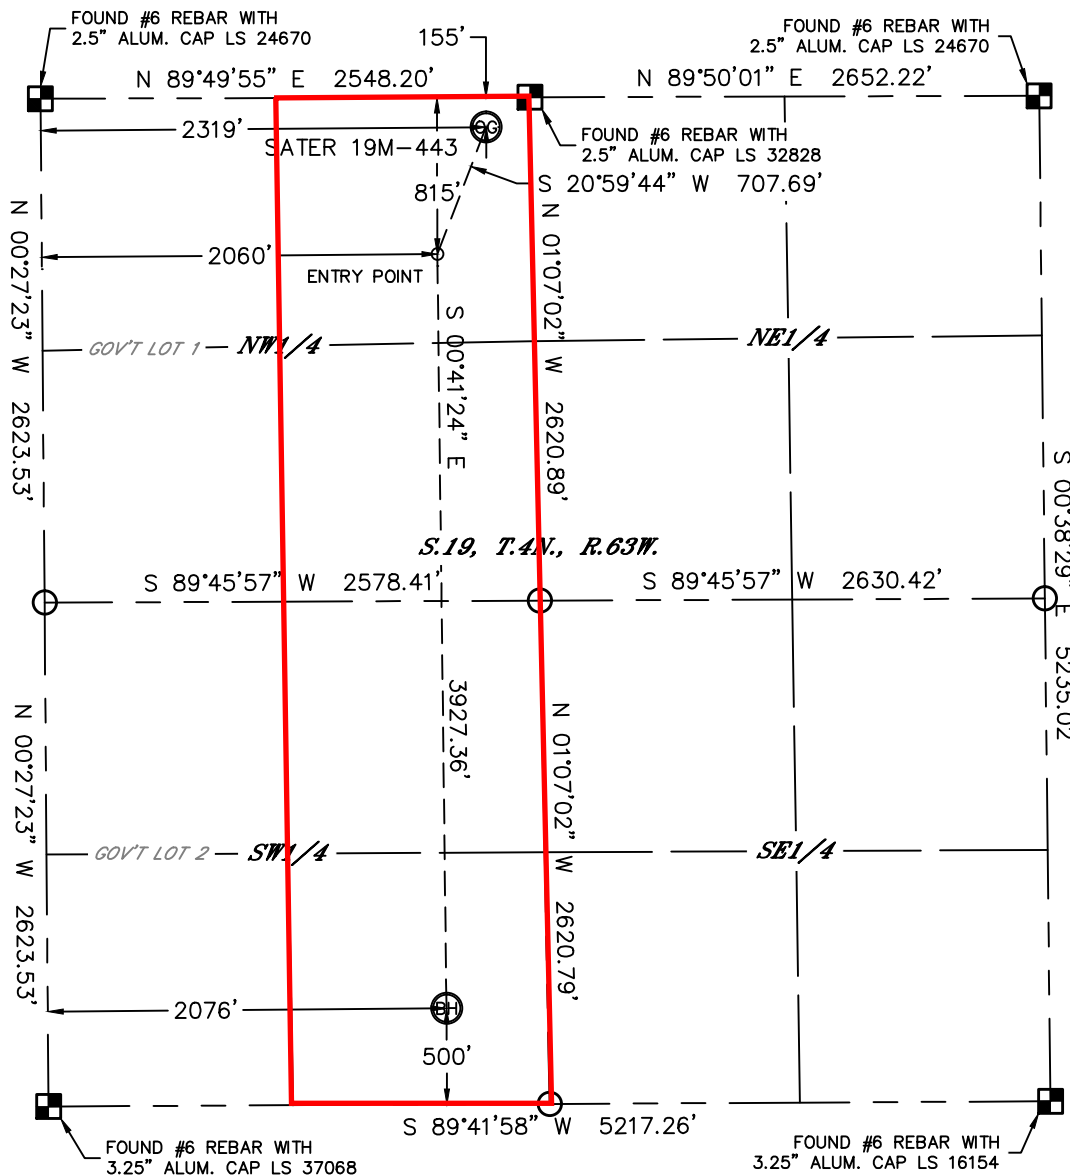 FOUND #6 REBAR WITH
2.5" ALUM. CAP LS 24670
155'
FOUND #6 REBAR WITH
2.5" ALUM. CAP LS 24670
N 89°49'55" E 2548.20'
N 89°50'01" E 2652.22'
2319'
OG
SATER 19M-443
FOUND #6 REBAR WITH
2.5" ALUM. CAP LS 32828
S 20°59'44" W 707.69'
815'
2060'
ENTRY POINT
N 00°27'23" W 2623.53'
S 00°41'24" E
N 01°07'02" W 2620.89'
GOV'T LOT 1
NW1/4
NE1/4
S.19, T.4N., R.63W.
S 00°38'29" E 5235.02
S 89°45'57" W 2578.41'
S 89°45'57" W 2630.42'
3927.36'
N 00°27'23" W 2623.53'
N 01°07'02" W 2620.79'
GOV'T LOT 2
SW1/4
SE1/4
2076'
BH
500'
S 89°41'58" W 5217.26'
FOUND #6 REBAR WITH
3.25" ALUM. CAP LS 37068
FOUND #6 REBAR WITH
3.25" ALUM. CAP LS 16154